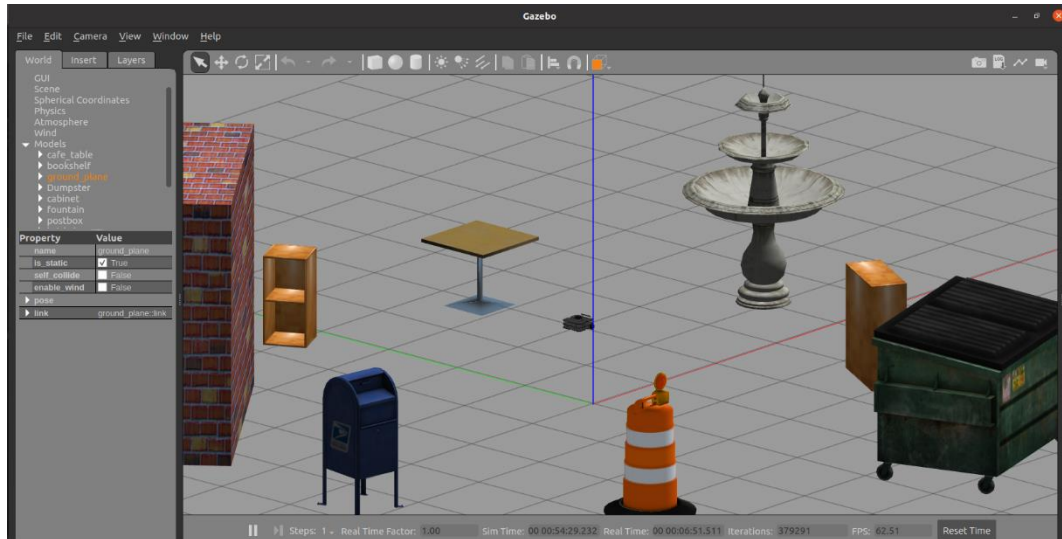 Gazebo
File Edit Camera View Window Help
World Insert Layers
GUI
Scene
Spherical Coordinates
Physics
Atmosphere
Wind
Models
cafe_table
bookshelf
ground_plane
Dumpster
cabinet
fountain
postbox
Property Value
name ground_plane
is_static True
self_collide False
enable_wind False
pose
link ground_plane::link
LOG
Steps: 1 Real Time Factor: 1.00 Sim Time: 00 00:54:29.232 Real Time: 00 00:06:51.511 Iterations: 379291 FPS: 62.51 Reset Time